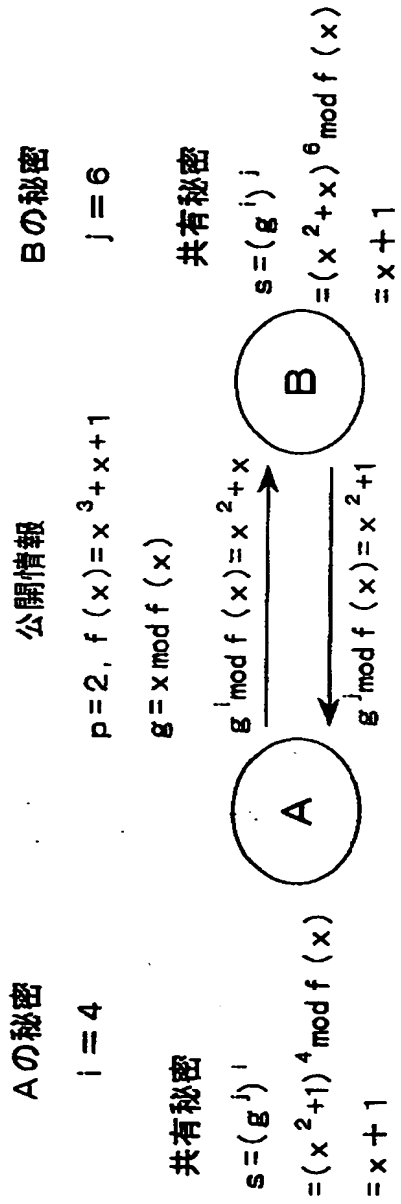 Aの秘密
i=4
共有秘密
s=(g^j)^i
=(x^2+1)^4 mod f(x)
=x+1
公開情報
p=2, f(x)=x^3+x+1
g=x mod f(x)
g^i mod f(x)=x^2+x
A
B
g^j mod f(x)=x^2+1
Bの秘密
j=6
共有秘密
s=(g^i)^j
=(x^2+x)^6 mod f(x)
=x+1